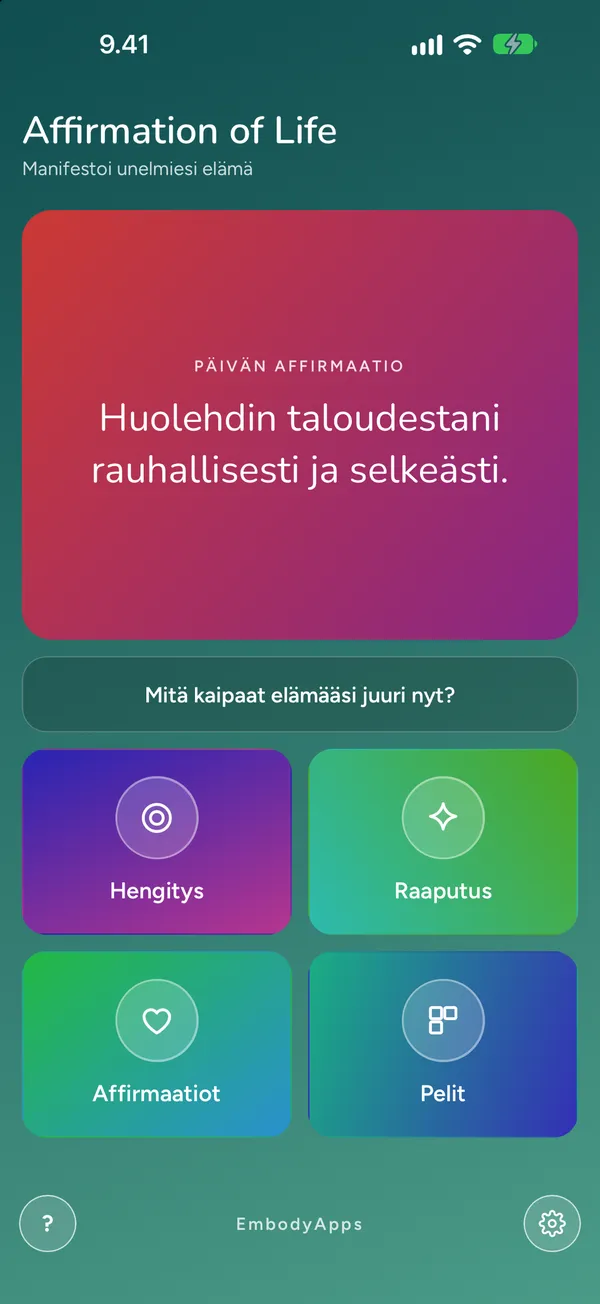 9.41
Affirmation of Life
Manifestoi unelmiesi elämä
PÄIVÄN AFFIRMAATIO
Huolehdin taloudestani
rauhallisesti ja selkeästi.
Mitä kaipaat elämääsi juuri nyt?
Hengitys
Raaputus
Affirmaatiot
Pelit
?
EmbodyApps